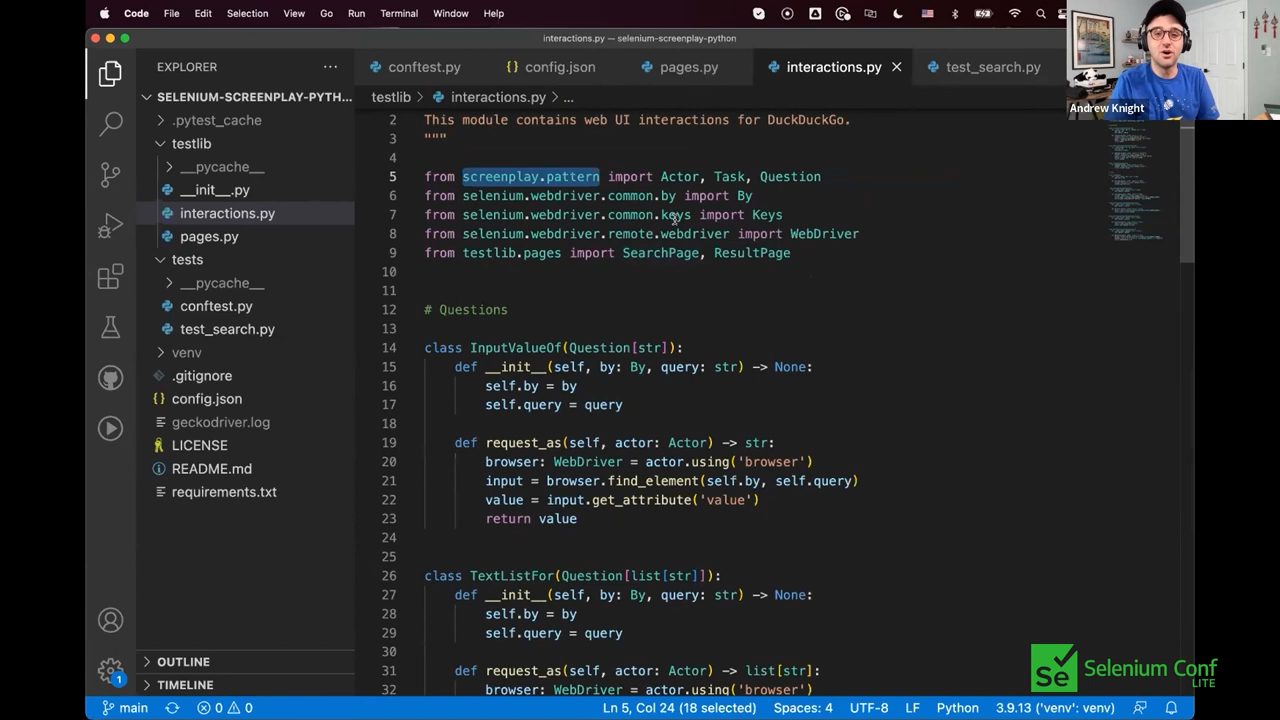 Code File Edit Selection View Go Run Terminal Window Help
interactions.py — selenium-screenplay-python
Andrew Knight
EXPLORER
conftest.py config.json pages.py interactions.py test_search.py
SELENIUM-SCREENPLAY-PYTH...
testlib interactions.py ...
.pytest_cache
testlib
__pycache__
__init__.py
interactions.py
pages.py
tests
__pycache__
conftest.py
test_search.py
venv
.gitignore
config.json
geckodriver.log
LICENSE
README.md
requirements.txt
OUTLINE
TIMELINE
This module contains web UI interactions for DuckDuckGo.
3 """
4
5 from screenplay.pattern import Actor, Task, Question
6 from selenium.webdriver.common.by import By
7 from selenium.webdriver.common.keys import Keys
8 from selenium.webdriver.remote.webdriver import WebDriver
9 from testlib.pages import SearchPage, ResultPage
10
11
12 # Questions
13
14 class InputValueOf(Question[str]):
15 def __init__(self, by: By, query: str) -> None:
16 self.by = by
17 self.query = query
18
19 def request_as(self, actor: Actor) -> str:
20 browser: WebDriver = actor.using('browser')
21 input = browser.find_element(self.by, self.query)
22 value = input.get_attribute('value')
23 return value
24
25
26 class TextListFor(Question[list[str]]):
27 def __init__(self, by: By, query: str) -> None:
28 self.by = by
29 self.query = query
30
31 def request_as(self, actor: Actor) -> list[str]:
32 browser: WebDriver = actor.using('browser')
Se Selenium Conf
LITE
1
main 0 0 Ln 5, Col 24 (18 selected) Spaces: 4 UTF-8 LF Python 3.9.13 ('venv': venv)